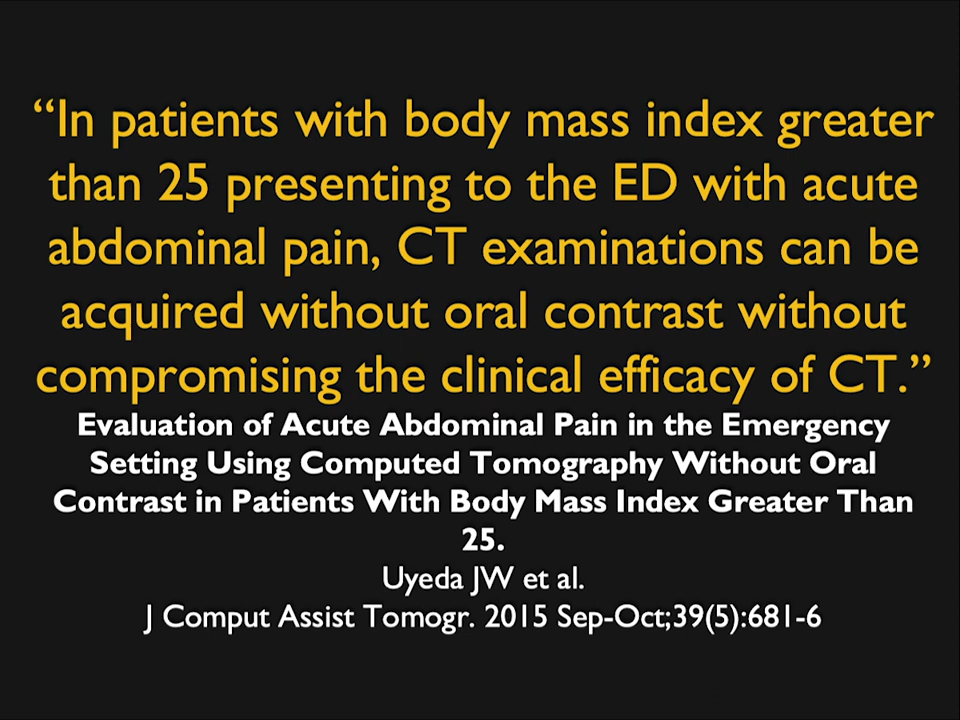 “In patients with body mass index greater
than 25 presenting to the ED with acute
abdominal pain, CT examinations can be
acquired without oral contrast without
compromising the clinical efficacy of CT.”
Evaluation of Acute Abdominal Pain in the Emergency
Setting Using Computed Tomography Without Oral
Contrast in Patients With Body Mass Index Greater Than
25.
Uyeda JW et al.
J Comput Assist Tomogr. 2015 Sep-Oct;39(5):681-6